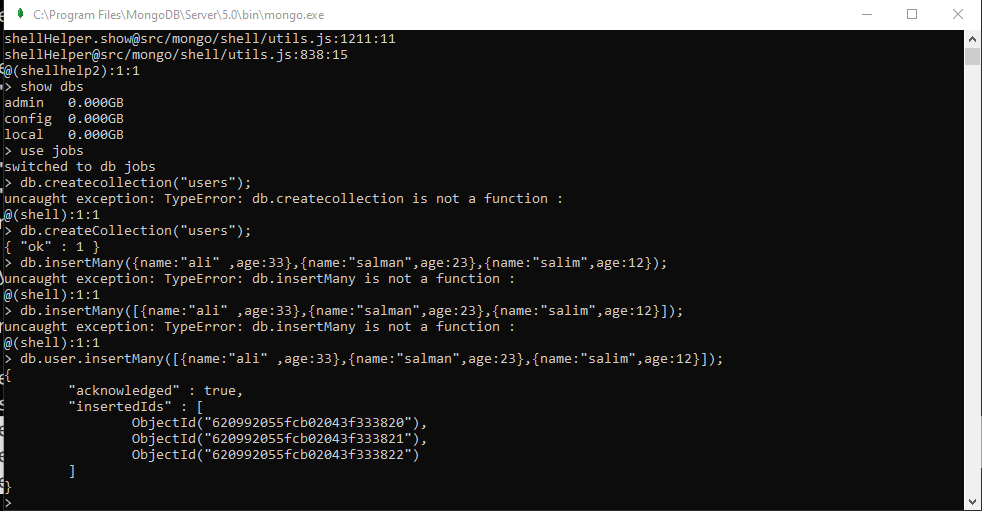 C:\Program Files\MongoDB\Server\5.0\bin\mongo.exe
shellHelper.show@src/mongo/shell/utils.js:1211:11
shellHelper@src/mongo/shell/utils.js:838:15
@(shellhelp2):1:1
> show dbs
admin   0.000GB
config  0.000GB
local   0.000GB
> use jobs
switched to db jobs
> db.createcollection("users");
uncaught exception: TypeError: db.createcollection is not a function :
@(shell):1:1
> db.createCollection("users");
{ "ok" : 1 }
> db.insertMany({name:"ali" ,age:33},{name:"salman",age:23},{name:"salim",age:12});
uncaught exception: TypeError: db.insertMany is not a function :
@(shell):1:1
> db.insertMany([{name:"ali" ,age:33},{name:"salman",age:23},{name:"salim",age:12}]);
uncaught exception: TypeError: db.insertMany is not a function :
@(shell):1:1
> db.user.insertMany([{name:"ali" ,age:33},{name:"salman",age:23},{name:"salim",age:12}]);
{
        "acknowledged" : true,
        "insertedIds" : [
                ObjectId("620992055fcb02043f333820"),
                ObjectId("620992055fcb02043f333821"),
                ObjectId("620992055fcb02043f333822")
        ]
}
>